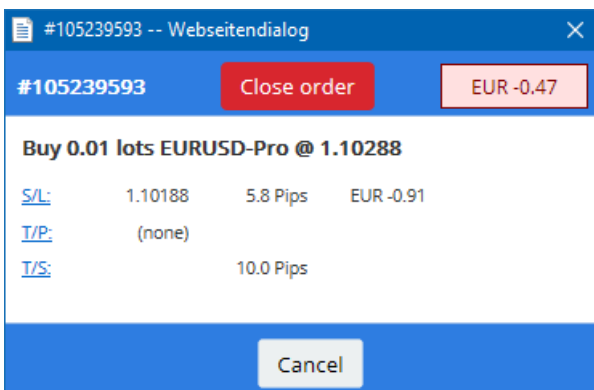 #105239593 -- Webseitendialog
#105239593 Close order EUR -0.47
Buy 0.01 lots EURUSD-Pro @ 1.10288
S/L: 1.10188 5.8 Pips EUR -0.91
T/P: (none)
T/S: 10.0 Pips
Cancel